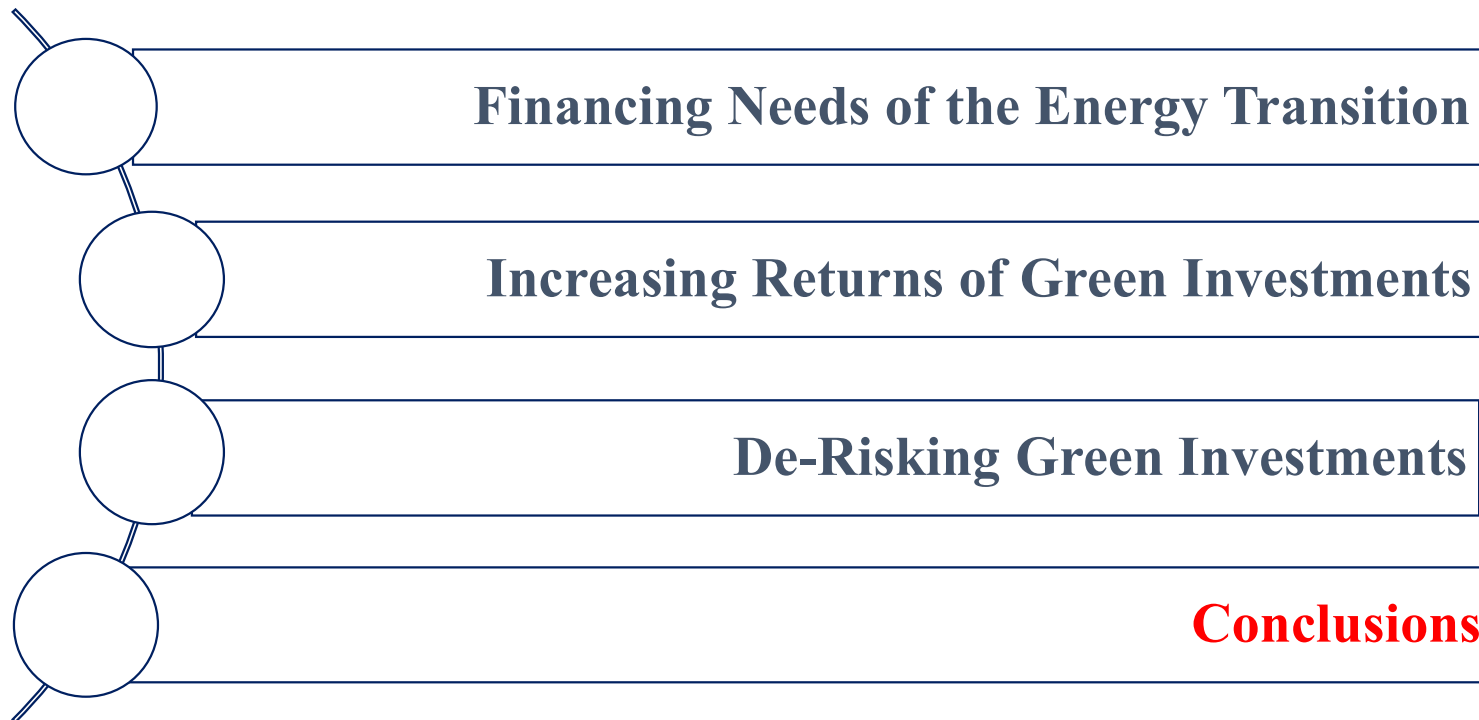 Financing Needs of the Energy Transition
Increasing Returns of Green Investments
De-Risking Green Investments
Conclusions